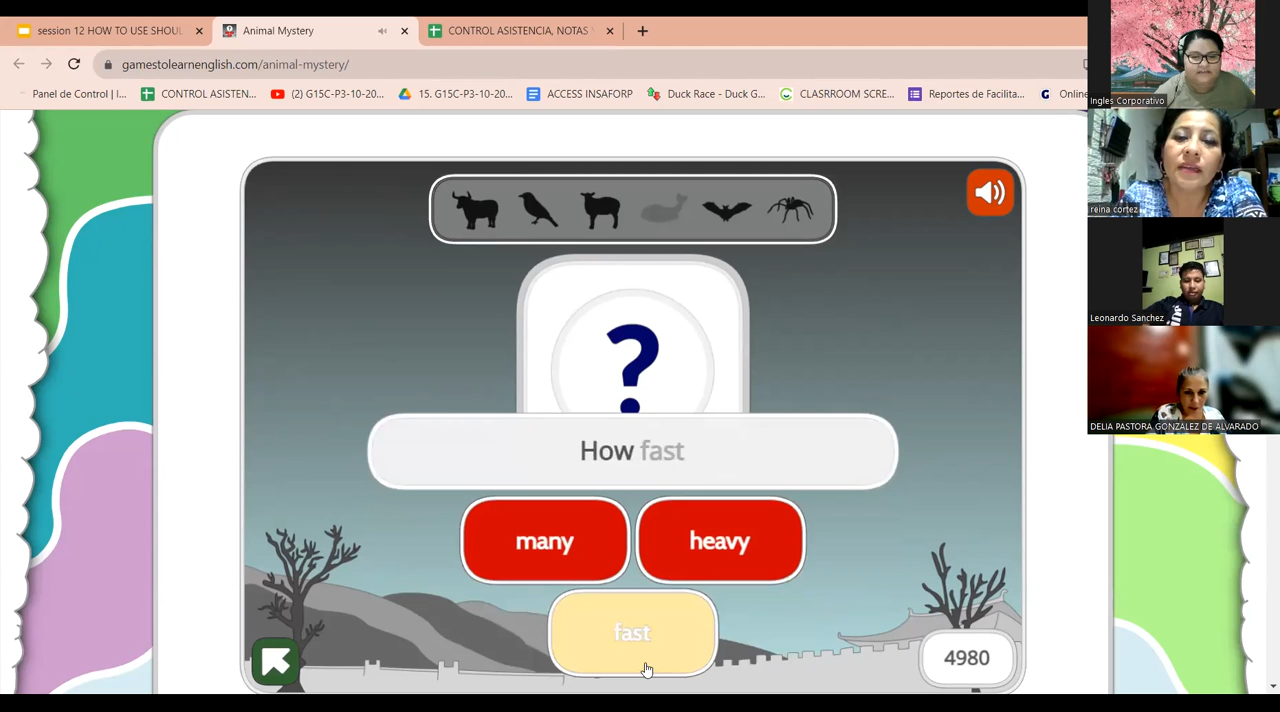 session 12 HOW TO USE SHOUL
Animal Mystery
CONTROL ASISTENCIA, NOTAS
gamestolearnenglish.com/animal-mystery/
Panel de Control | I...
CONTROL ASISTEN...
(2) G15C-P3-10-20...
15. G15C-P3-10-20...
ACCESS INSAFORP
Duck Race - Duck G...
CLASSROOM SCRE...
Reportes de Facilita...
Online
Ingles Corporativo
reina cortez
Leonardo Sanchez
DELIA PASTORA GONZALEZ DE ALVARADO
?
How fast
many
heavy
fast
4980